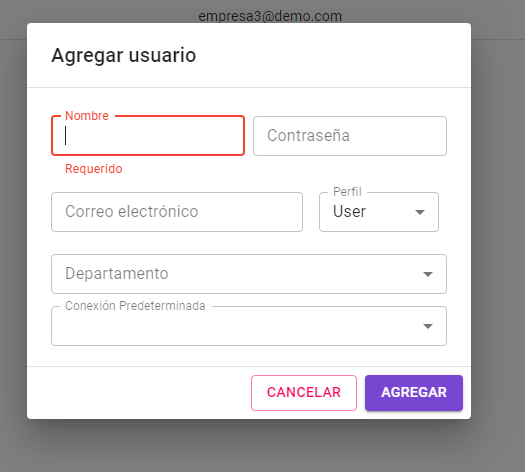 empresa3@demo.com
Agregar usuario
Nombre
Contraseña
Requerido
Correo electrónico
Perfil
User
Departamento
Conexión Predeterminada
CANCELAR
AGREGAR